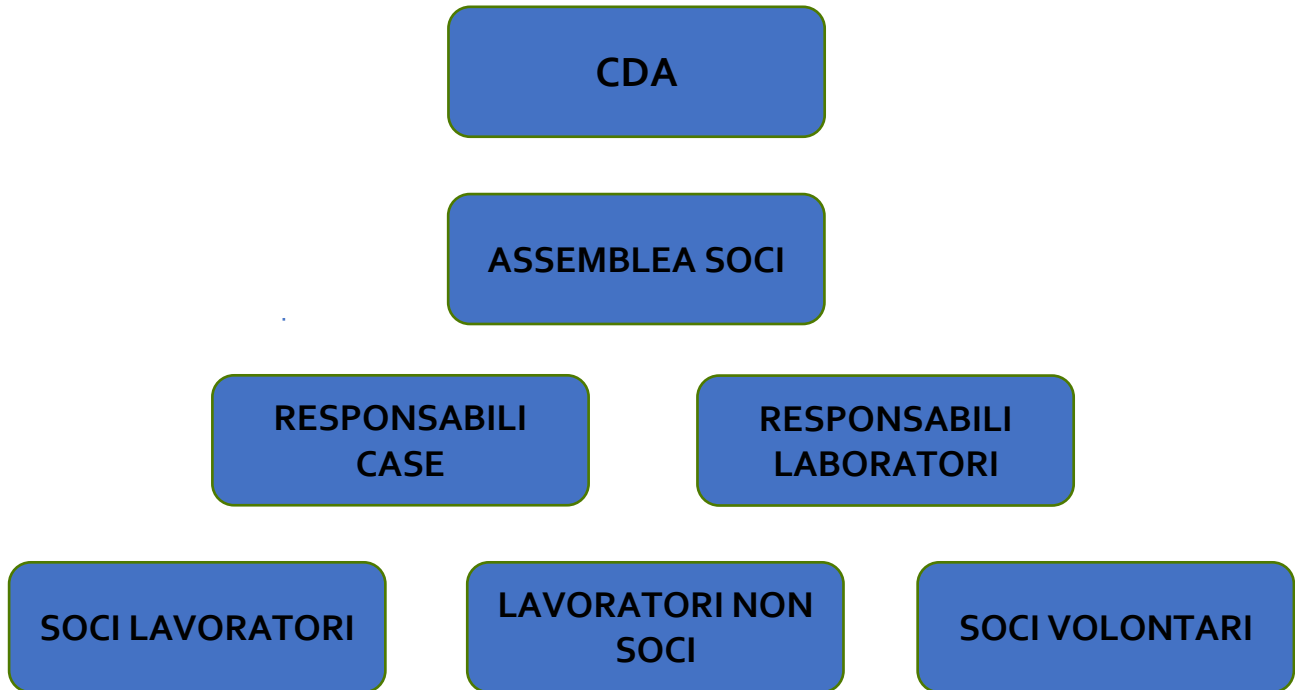 CDA
ASSEMBLEA SOCI
RESPONSABILI
CASE
RESPONSABILI
LABORATORI
SOCI LAVORATORI
LAVORATORI NON
SOCI
SOCI VOLONTARI